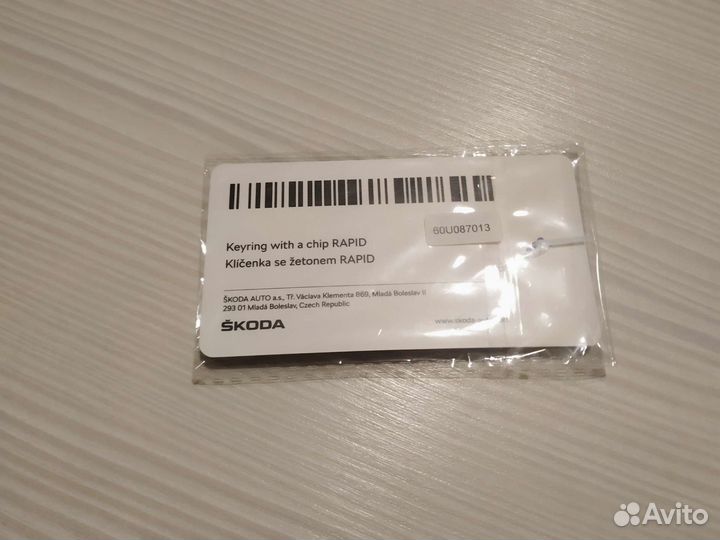 60U087013
Keyring with a chip RAPID
Klíčenka se žetonem RAPID
ŠKODA AUTO a.s., Tř. Václava Klementa 869, Mladá Boleslav II
293 01 Mladá Boleslav, Czech Republic
ŠKODA
Avito